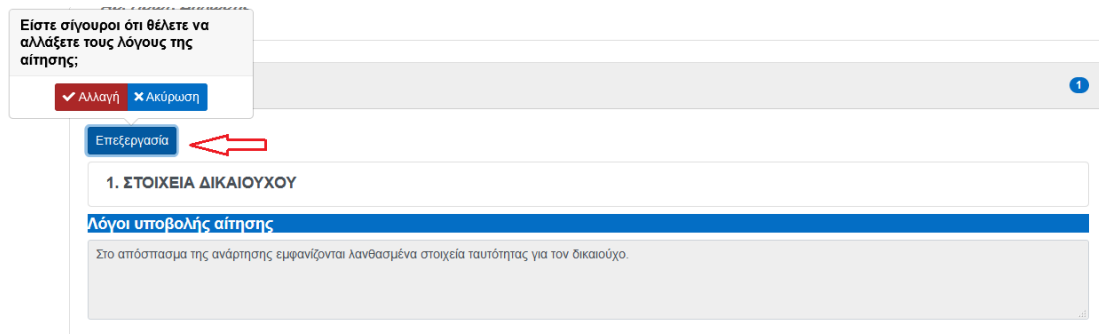 Είστε σίγουροι ότι θέλετε να
αλλάξετε τους λόγους της
αίτησης;
Αλλαγή Ακύρωση
1
Επεξεργασία
1. ΣΤΟΙΧΕΙΑ ΔΙΚΑΙΟΥΧΟΥ
Λόγοι υποβολής αίτησης
Στο απόσπασμα της ανάρτησης εμφανίζονται λανθασμένα στοιχεία ταυτότητας για τον δικαιούχο.